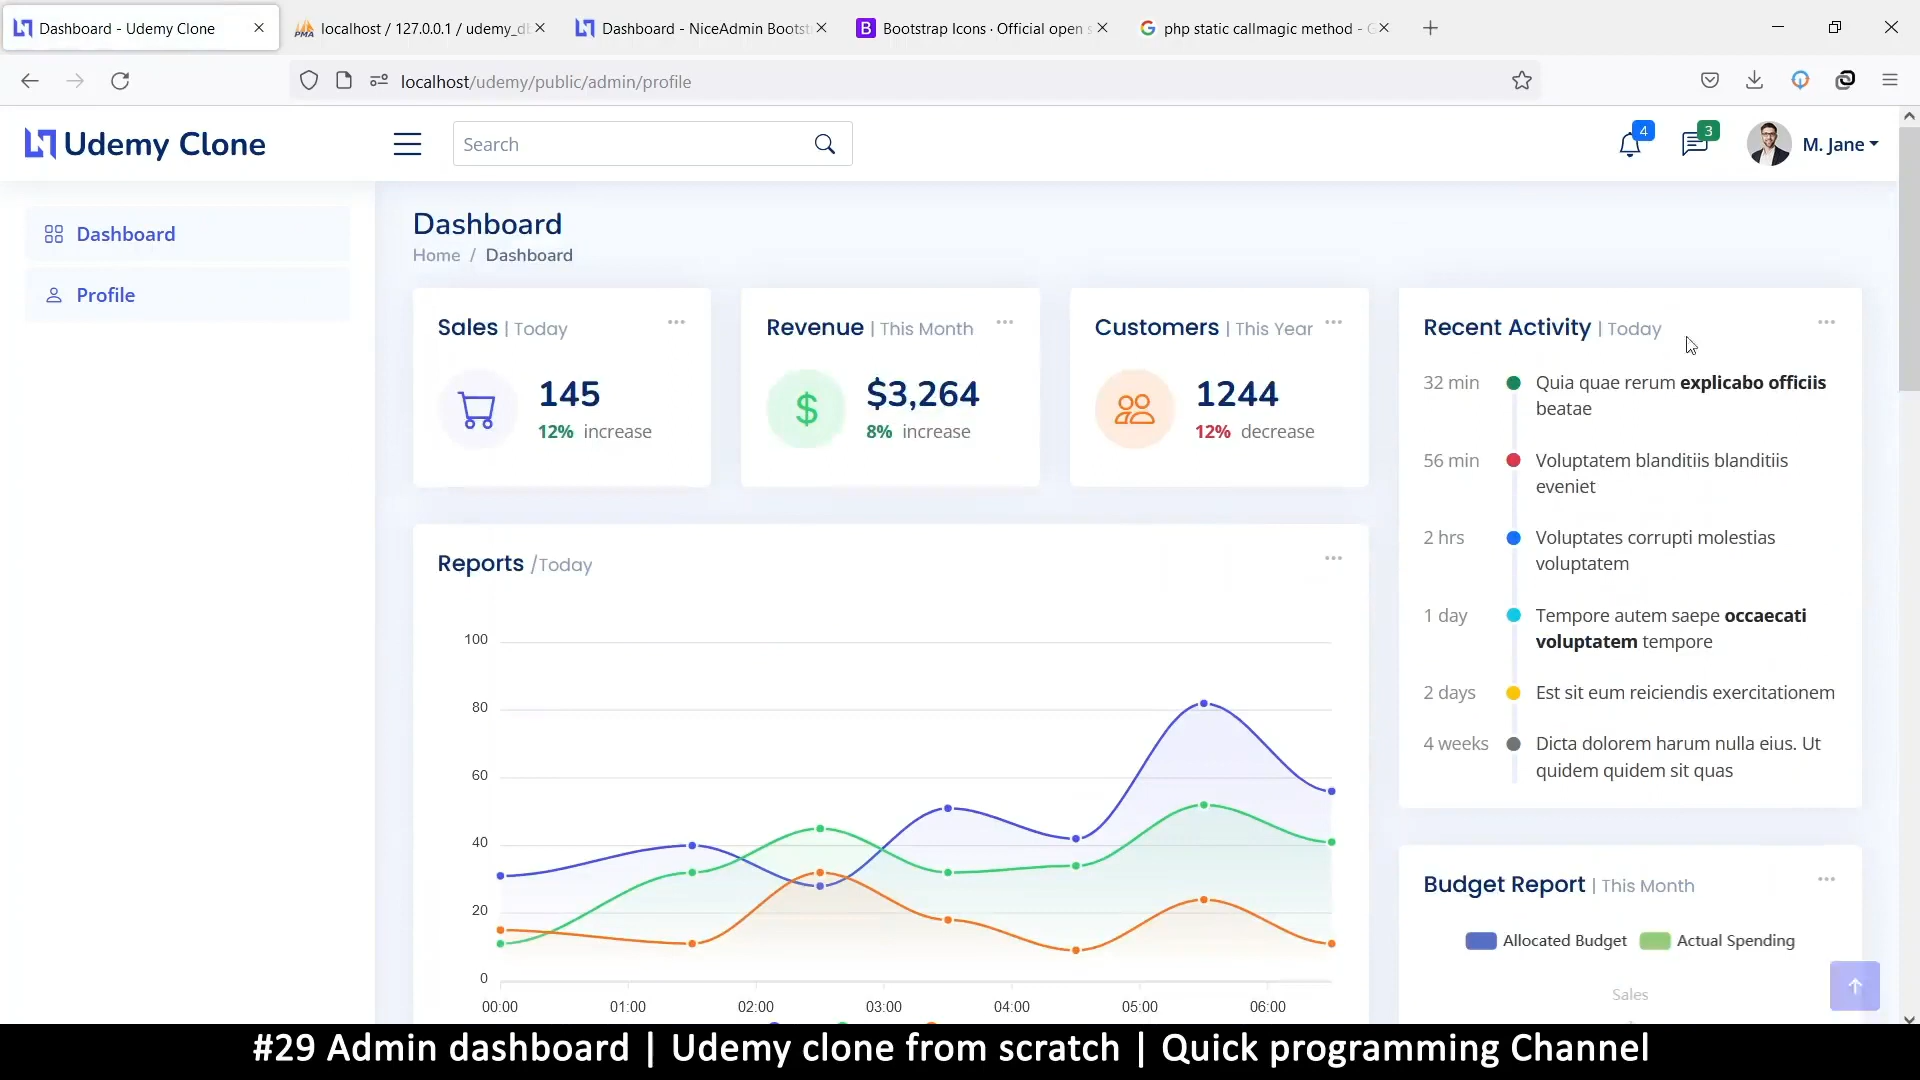 Dashboard - Udemy Clone
localhost / 127.0.0.1 / udemy_d
Dashboard - NiceAdmin Bootst
Bootstrap Icons · Official open s
php static callmagic method - G
localhost/udemy/public/admin/profile
Udemy Clone
Search
4
3
M. Jane
Dashboard
Profile
Dashboard
Home / Dashboard
Sales | Today
145
12% increase
Revenue | This Month
$3,264
8% increase
Customers | This Year
1244
12% decrease
Recent Activity | Today
32 min
Quia quae rerum explicabo officiis
beatae
56 min
Voluptatem blanditiis blanditiis
eveniet
2 hrs
Voluptates corrupti molestias
voluptatem
1 day
Tempore autem saepe occaecati
voluptatem tempore
2 days
Est sit eum reiciendis exercitationem
4 weeks
Dicta dolorem harum nulla eius. Ut
quidem quidem sit quas
Reports /Today
100
80
60
40
20
0
00:00 01:00 02:00 03:00 04:00 05:00 06:00
Budget Report | This Month
Allocated Budget Actual Spending
Sales
#29 Admin dashboard | Udemy clone from scratch | Quick programming Channel